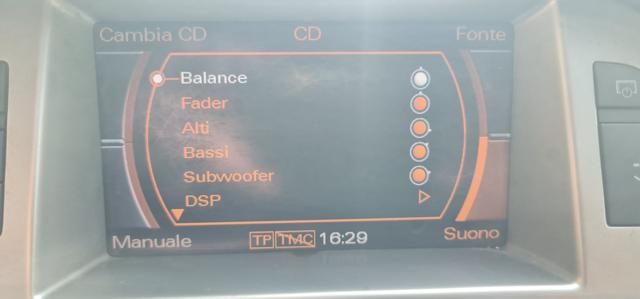 Cambia CD CD Fonte
Balance
Fader
Alti
Bassi
Subwoofer
DSP
Manuale TP TMC 16:29 Suono